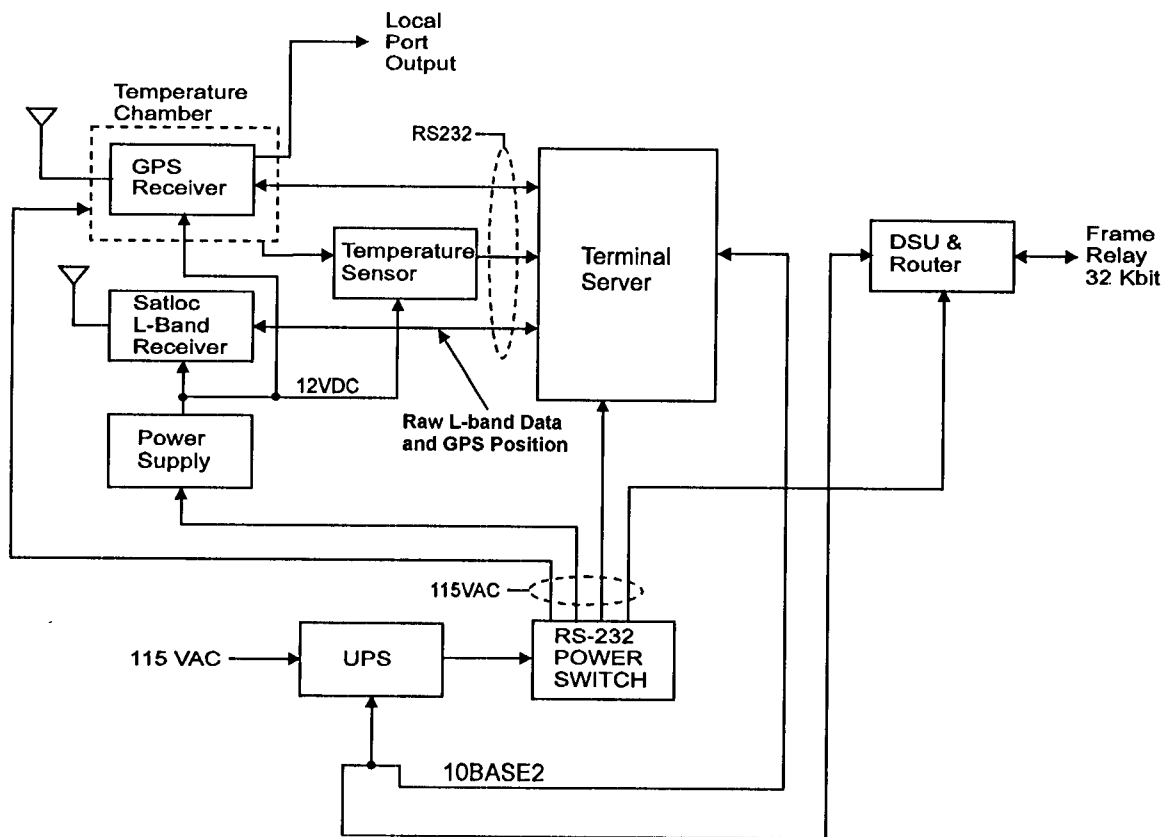 Local
Port
Output
Temperature
Chamber
RS232
GPS
Receiver
Temperature
Sensor
Terminal
Server
DSU &
Router
Frame
Relay
32 Kbit
Satloc
L-Band
Receiver
12VDC
Raw L-band Data
and GPS Position
Power
Supply
115VAC
115 VAC
UPS
RS-232
POWER
SWITCH
10BASE2